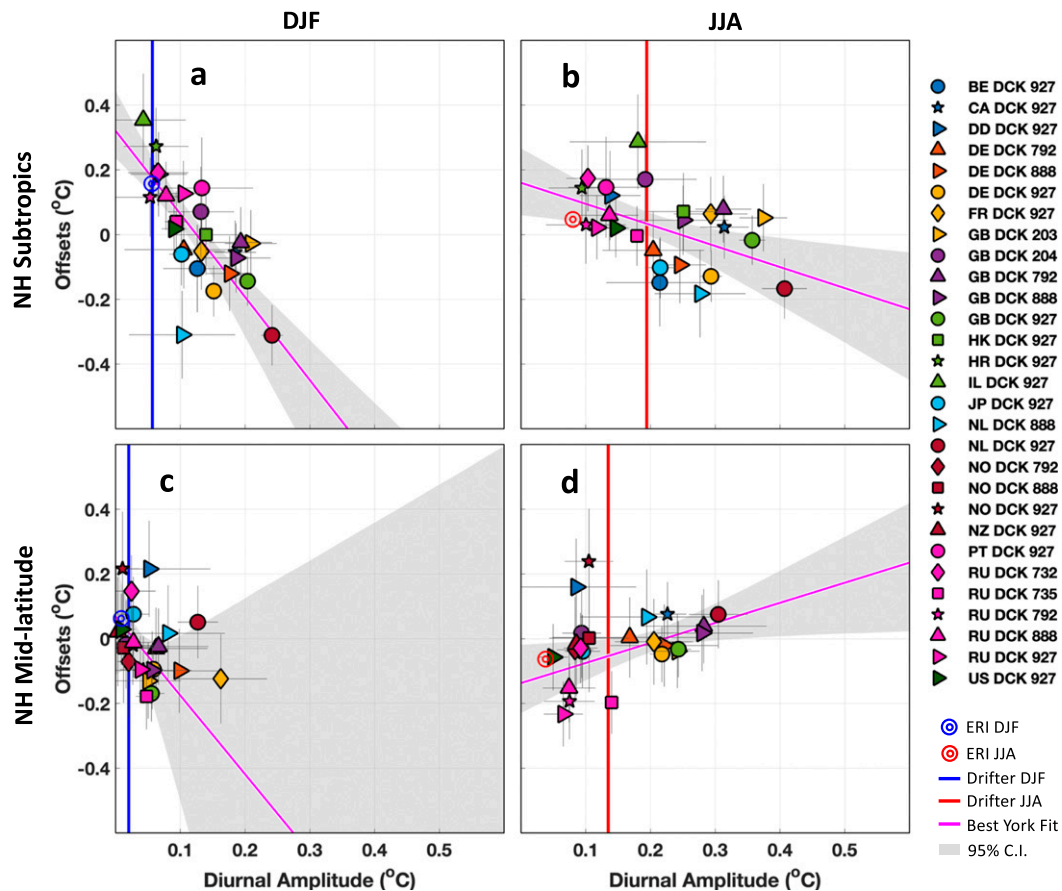 DJF
JJA
NH Subtropics
Offsets (°C)
0.4
0.2
0
-0.2
-0.4
a
b
NH Mid-latitude
Offsets (°C)
0.4
0.2
0
-0.2
-0.4
c
d
0.1
0.2
0.3
0.4
0.5
0.1
0.2
0.3
0.4
0.5
Diurnal Amplitude (°C)
Diurnal Amplitude (°C)
BE DCK 927
CA DCK 927
DD DCK 927
DE DCK 792
DE DCK 888
DE DCK 927
FR DCK 927
GB DCK 203
GB DCK 204
GB DCK 792
GB DCK 888
GB DCK 927
HK DCK 927
HR DCK 927
IL DCK 927
JP DCK 927
NL DCK 888
NL DCK 927
NO DCK 792
NO DCK 888
NO DCK 927
NZ DCK 927
PT DCK 927
RU DCK 732
RU DCK 735
RU DCK 792
RU DCK 888
RU DCK 927
US DCK 927
ERI DJF
ERI JJA
Drifter DJF
Drifter JJA
Best York Fit
95% C.I.